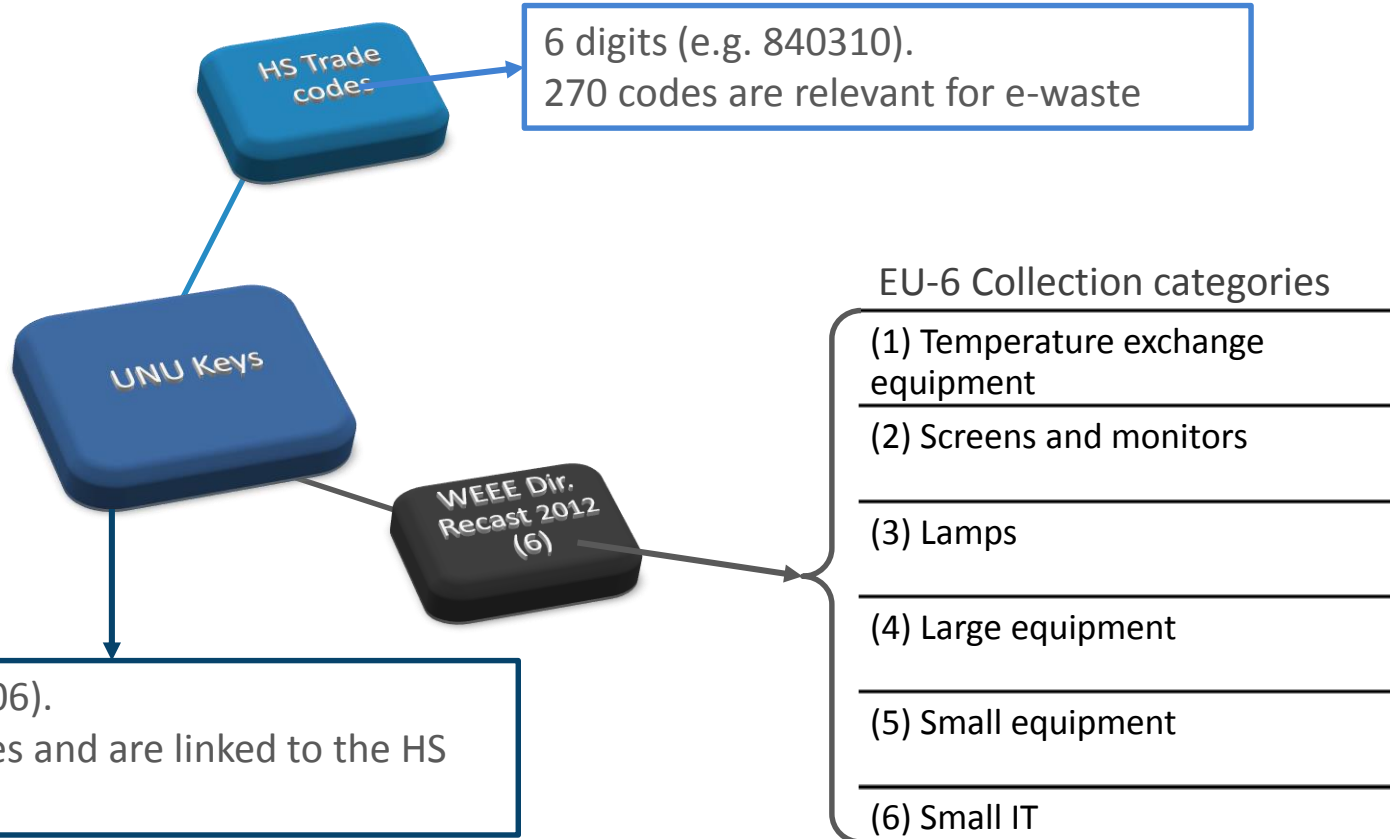 HS Trade
codes
6 digits (e.g. 840310).
270 codes are relevant for e-waste
UNU Keys
WEEE Dir.
Recast 2012
(6)
EU-6 Collection categories
(1) Temperature exchange
equipment
(2) Screens and monitors
(3) Lamps
(4) Large equipment
(5) Small equipment
(6) Small IT
06).
es and are linked to the HS